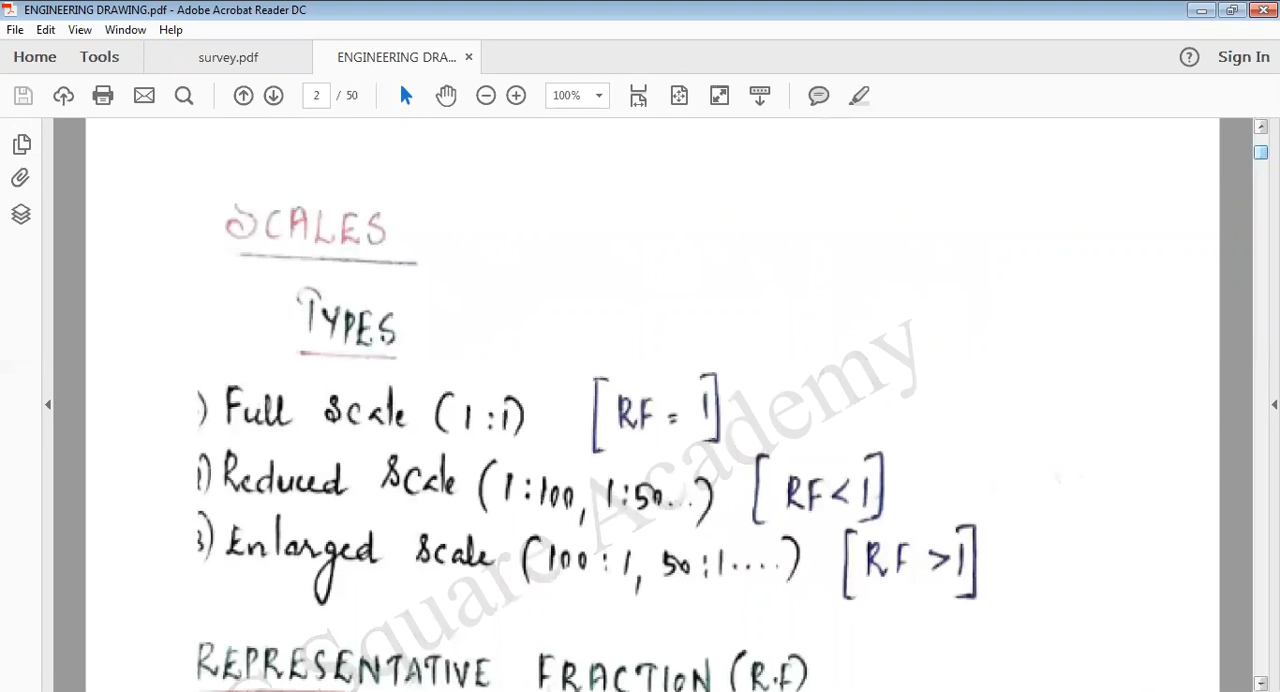 ENGINEERING DRAWING.pdf - Adobe Acrobat Reader DC
File Edit View Window Help
Home Tools survey.pdf ENGINEERING DRA... × ? Sign In
2 / 50 100%
SCALES
TYPES
) Full Scale (1:1) [RF = 1]
1) Reduced Scale (1:100, 1:50...) [RF < 1]
3) Enlarged Scale (100:1, 50:1....) [RF > 1]
REPRESENTATIVE FRACTION (R.F)
© Square Academy